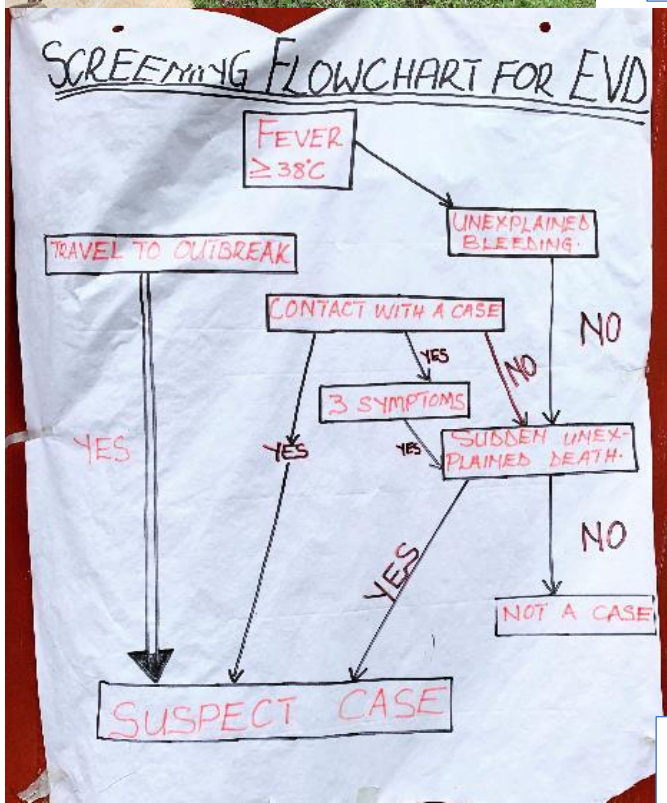 SCREENING FLOWCHART FOR EVD
FEVER
≥38°C
UNEXPLAINED
BLEEDING.
TRAVEL TO OUTBREAK
CONTACT WITH A CASE
NO
YES
NO
3 SYMPTOMS
YES
YES
YES
SUDDEN UNEX-
PLAINED DEATH.
NO
YES
NOT A CASE
SUSPECT CASE